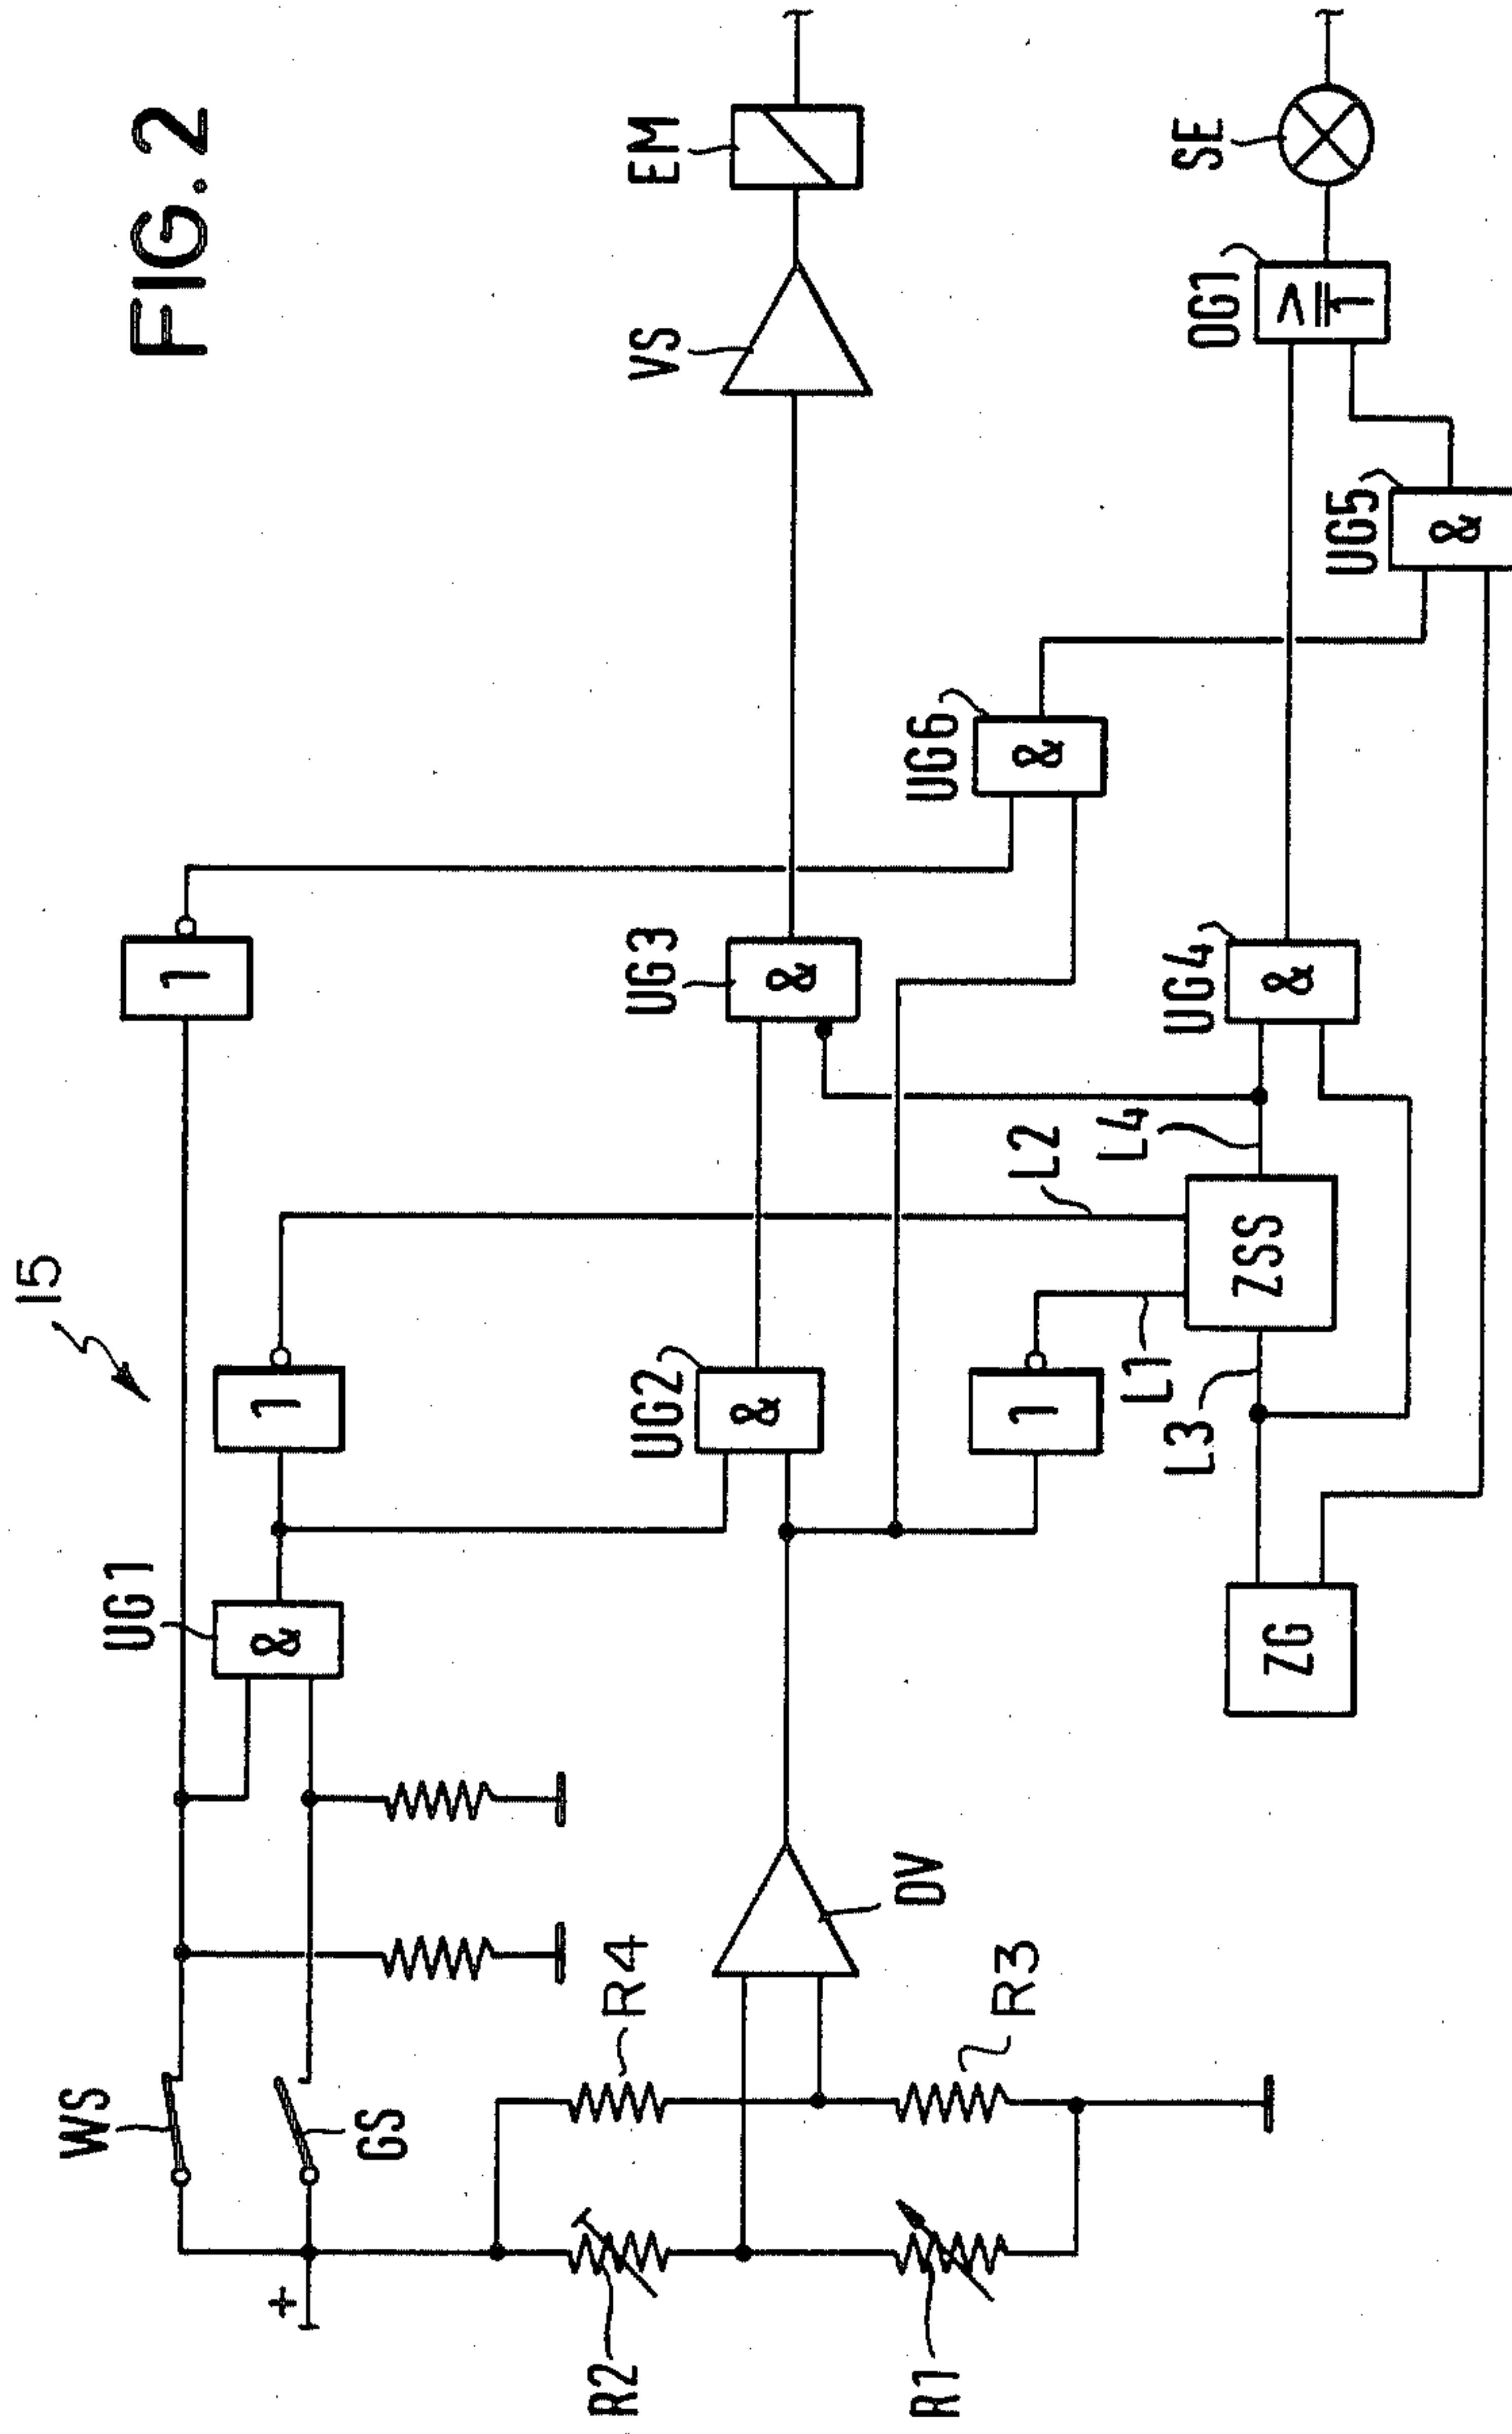 FIG. 2
15
WS
GS
+
R2
R1
R4
R3
DV
UG1
&
1
1
UG2
&
1
L1
L2
L3
L4
ZG
ZSS
UG3
&
UG4
&
UG6
&
UG5
&
OG1
≥1
VS
EM
SE